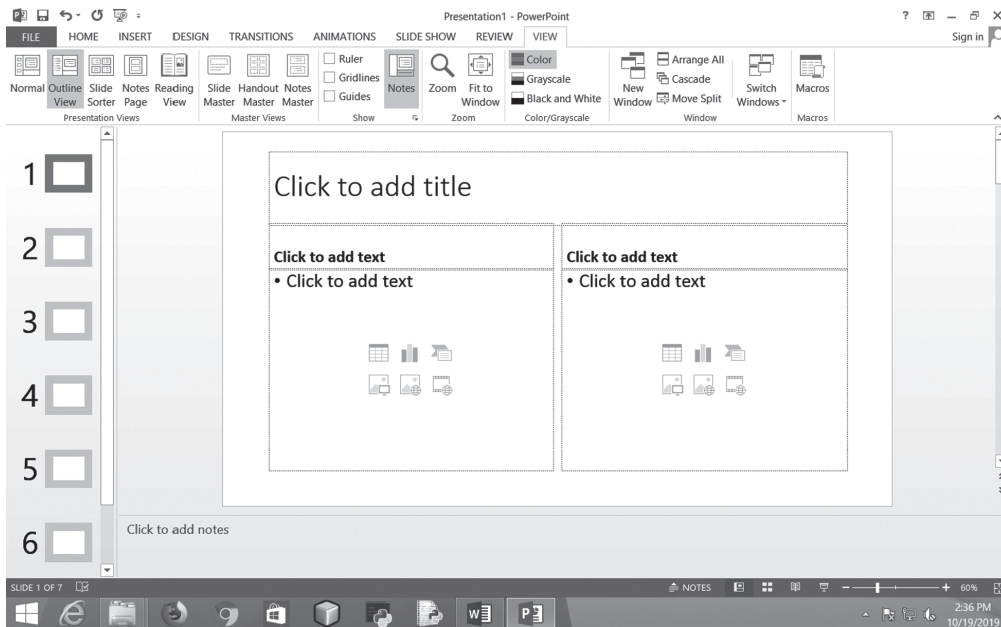 Presentation1 - PowerPoint
?
FILE HOME INSERT DESIGN TRANSITIONS ANIMATIONS SLIDE SHOW REVIEW VIEW Sign in
Normal Outline View Slide Sorter Notes Page Reading View
Presentation Views
Slide Master Handout Master Notes Master
Master Views
Ruler
Gridlines
Guides
Show
Notes
Zoom Fit to Window
Zoom
Color
Grayscale
Black and White
Color/Grayscale
New Window
Arrange All
Cascade
Move Split
Switch Windows
Window
Macros
Macros
1
2
3
4
5
6
Click to add title
Click to add text
• Click to add text
Click to add text
• Click to add text
Click to add notes
SLIDE 1 OF 7 NOTES 60%
2:36 PM
10/19/2019